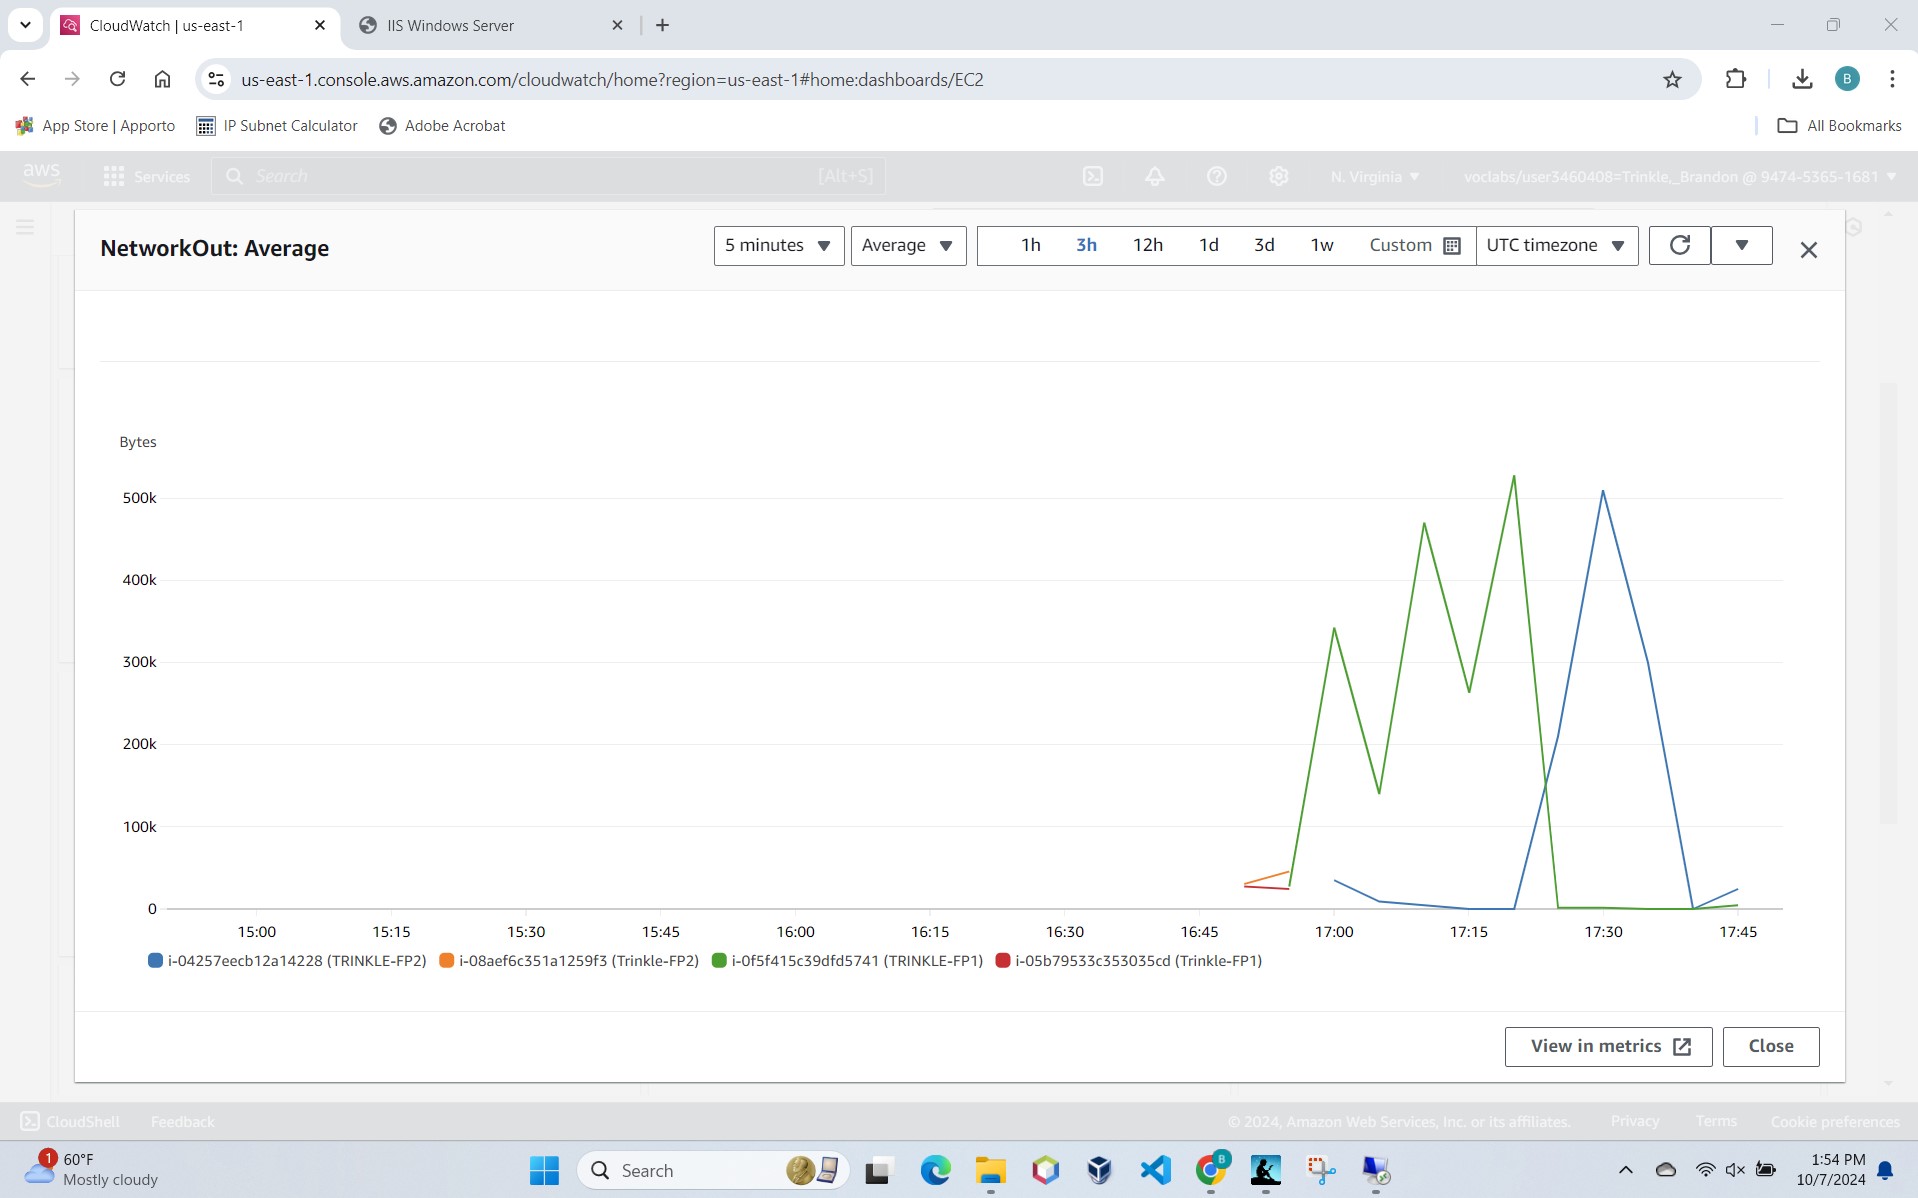 CloudWatch | us-east-1
IIS Windows Server
us-east-1.console.aws.amazon.com/cloudwatch/home?region=us-east-1#home:dashboards/EC2
B
App Store | Apporto
IP Subnet Calculator
Adobe Acrobat
All Bookmarks
aws
Services
Search
[Alt+S]
N. Virginia
voclabs/user3460408=Trinkle,_Brandon @ 9474-5365-1681
NetworkOut: Average
5 minutes
Average
1h
3h
12h
1d
3d
1w
Custom
UTC timezone
Bytes
500k
400k
300k
200k
100k
0
15:00
15:15
15:30
15:45
16:00
16:15
16:30
16:45
17:00
17:15
17:30
17:45
i-04257eecb12a14228 (TRINKLE-FP2)
i-08aef6c351a1259f3 (Trinkle-FP2)
i-0f5f415c39dfd5741 (TRINKLE-FP1)
i-05b79533c353035cd (Trinkle-FP1)
View in metrics
Close
CloudShell
Feedback
© 2024, Amazon Web Services, Inc. or its affiliates.
Privacy
Terms
Cookie preferences
1
60°F
Mostly cloudy
Search
B
1:54 PM
10/7/2024